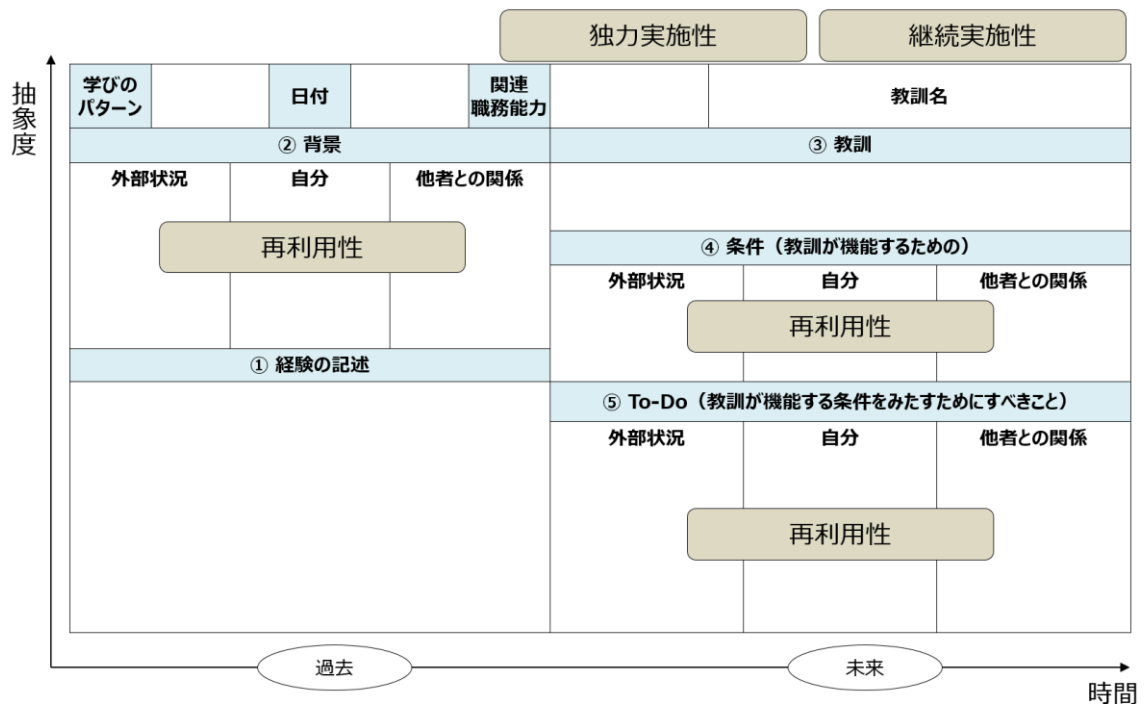 独力実施性
継続実施性
抽象度
学びの
パターン
日付
関連
職務能力
教訓名
② 背景
③ 教訓
外部状況
自分
他者との関係
再利用性
④ 条件（教訓が機能するための）
外部状況
自分
他者との関係
再利用性
① 経験の記述
⑤ To-Do（教訓が機能する条件をみたすためにすべきこと）
外部状況
自分
他者との関係
再利用性
過去
未来
時間